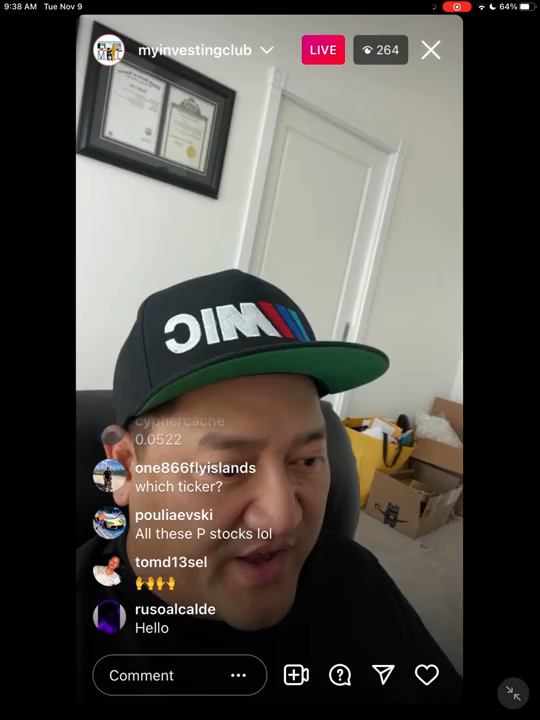 9:38 AM Tue Nov 9
64%
myinvestingclub
LIVE
264
MIC
cyphercache
0.0522
one866flyislands
which ticker?
pouliaevski
All these P stocks lol
tomd13sel
🙌🙌
rusoalcalde
Hello
Comment